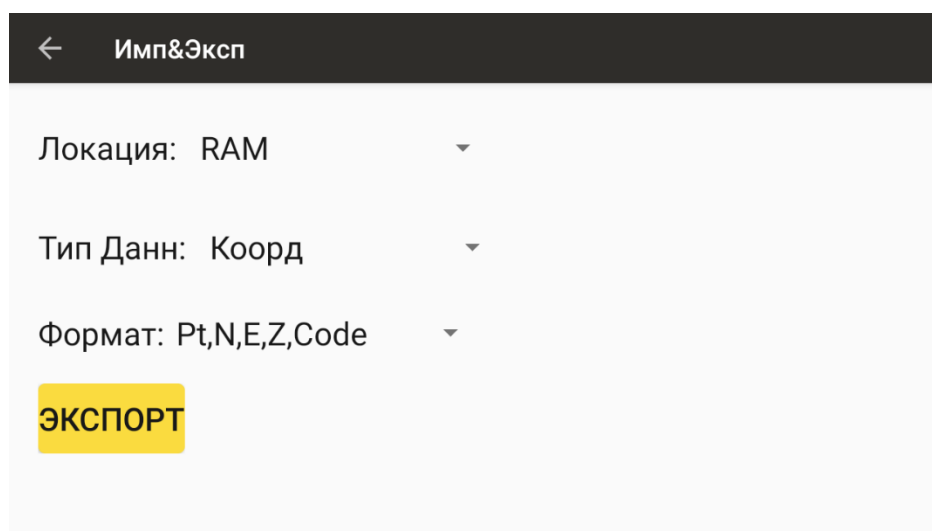 Имп&Эксп
Локация: RAM
Тип Данн: Коорд
Формат: Pt,N,E,Z,Code
ЭКСПОРТ